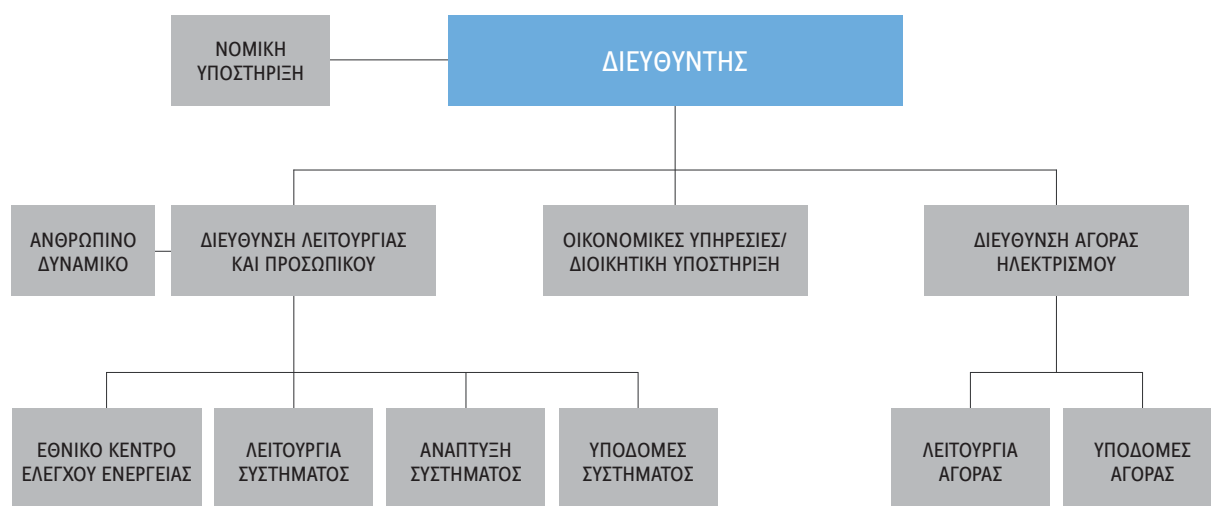 ΝΟΜΙΚΗ
ΥΠΟΣΤΗΡΙΞΗ
ΔΙΕΥΘΥΝΤΗΣ
ΑΝΘΡΩΠΙΝΟ
ΔΥΝΑΜΙΚΟ
ΔΙΕΥΘΥΝΣΗ ΛΕΙΤΟΥΡΓΙΑΣ
ΚΑΙ ΠΡΟΣΩΠΙΚΟΥ
ΟΙΚΟΝΟΜΙΚΕΣ ΥΠΗΡΕΣΙΕΣ/
ΔΙΟΙΚΗΤΙΚΗ ΥΠΟΣΤΗΡΙΞΗ
ΔΙΕΥΘΥΝΣΗ ΑΓΟΡΑΣ
ΗΛΕΚΤΡΙΣΜΟΥ
ΕΘΝΙΚΟ ΚΕΝΤΡΟ
ΕΛΕΓΧΟΥ ΕΝΕΡΓΕΙΑΣ
ΛΕΙΤΟΥΡΓΙΑ
ΣΥΣΤΗΜΑΤΟΣ
ΑΝΑΠΤΥΞΗ
ΣΥΣΤΗΜΑΤΟΣ
ΥΠΟΔΟΜΕΣ
ΣΥΣΤΗΜΑΤΟΣ
ΛΕΙΤΟΥΡΓΙΑ
ΑΓΟΡΑΣ
ΥΠΟΔΟΜΕΣ
ΑΓΟΡΑΣ